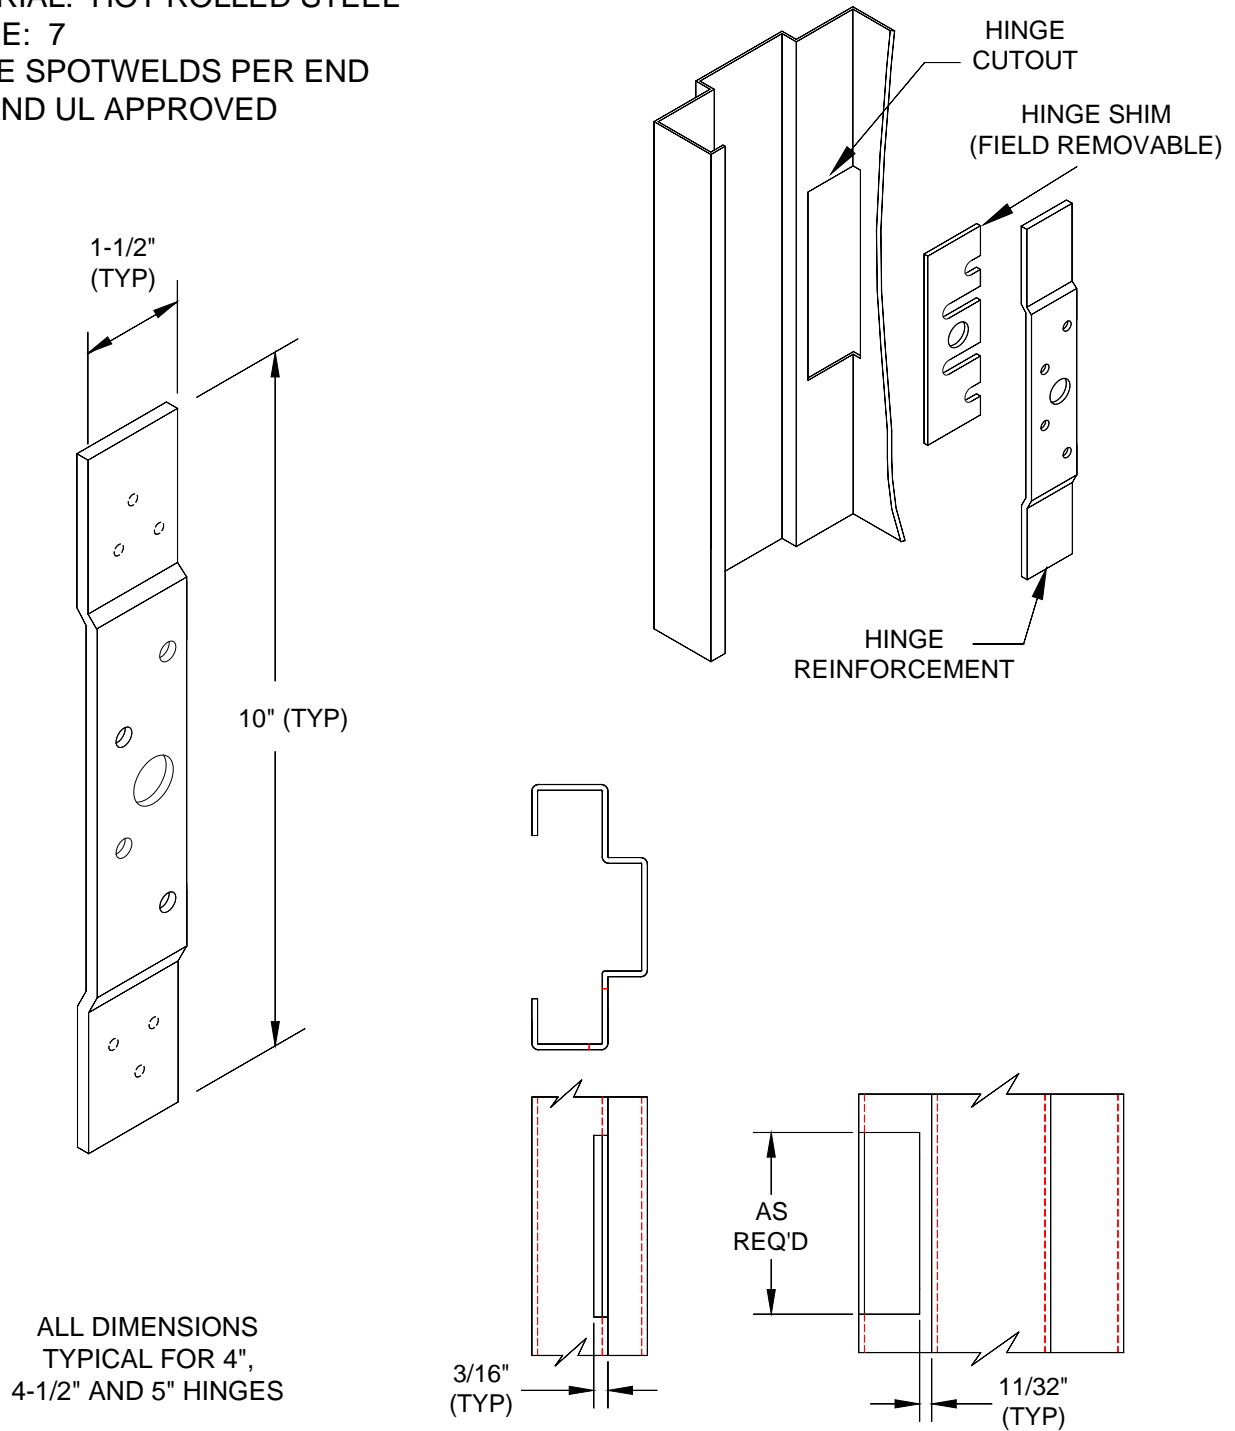 HOT ROLLED STEEL
7
SPOTWELDS PER END
UL APPROVED
HINGE
CUTOUT
HINGE SHIM
(FIELD REMOVABLE)
1-1/2"
(TYP)
10" (TYP)
HINGE
REINFORCEMENT
AS
REQ'D
ALL DIMENSIONS
TYPICAL FOR 4",
4-1/2" AND 5" HINGES
3/16"
(TYP)
11/32"
(TYP)